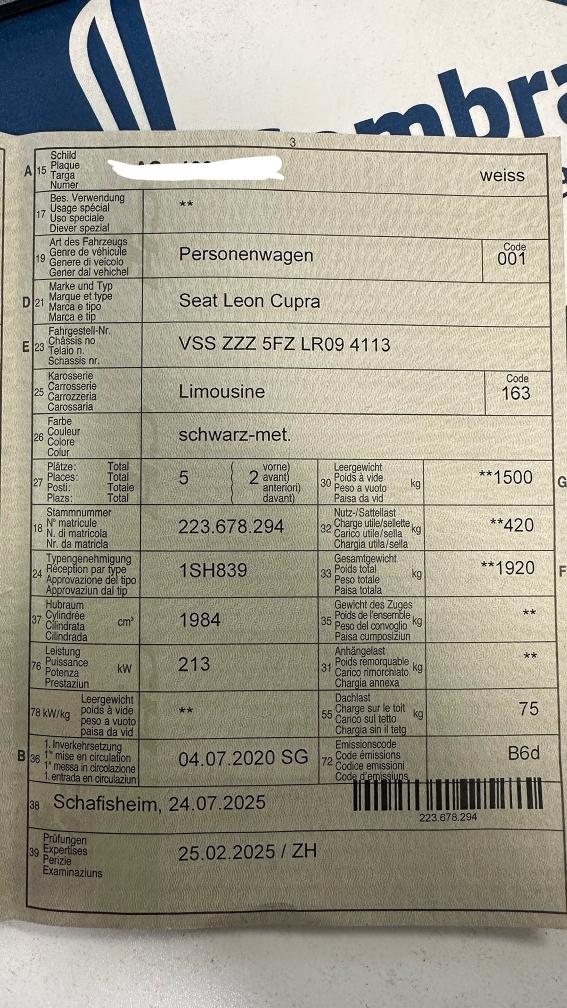 mbra
3
A 15 Schild
Plaque
Targa
Numer
weiss
17 Bes. Verwendung
Usage spécial
Uso speciale
Diever spezial
**
19 Art des Fahrzeugs
Genre de véhicule
Genere di veicolo
Gener dal vehichel
Personenwagen
Code
001
D 21 Marke und Typ
Marque et type
Marca e tipo
Marca e tip
Seat Leon Cupra
E 23 Fahrgestell-Nr.
Châssis no
Telaio n.
Schassis nr.
VSS ZZZ 5FZ LR09 4113
25 Karosserie
Carrosserie
Carrozzeria
Carossaria
Limousine
Code
163
26 Farbe
Couleur
Colore
Colur
schwarz-met.
27 Plätze: Total
Places: Total
Posti: Totale
Plazs: Total
5 ( 2 vorne)
avant)
anteriori)
davant)
30 Leergewicht
Poids à vide
Peso a vuoto
Paisa da vid
kg
**1500 G
18 Stammnummer
N° matricule
N. di matricola
Nr. da matricla
223.678.294
32 Nutz-/Sattellast
Charge utile/sellette
Carico utile/sella
Chargia utila/sella
kg
**420
24 Typengenehmigung
Réception par type
Approvazione del tipo
Approvaziun dal tip
1SH839
33 Gesamtgewicht
Poids total
Peso totale
Paisa totala
kg
**1920 F
37 Hubraum
Cylindrée
Cilindrata
Cilindrada
cm³
1984
35 Gewicht des Zuges
Poids de l'ensemble
Peso del convoglio
Paisa cumposiziun
kg
**
76 Leistung
Puissance
Potenza
Prestaziun
kW
213
31 Anhängelast
Poids remorquable
Carico rimorchiato
Chargia annexa
kg
**
78 kW/kg Leergewicht
poids à vide
peso a vuoto
paisa da vid
**
55 Dachlast
Charge sur le toit
Carico sul tetto
Chargia sin il tetg
kg
75
B 36 1. Inverkehrsetzung
1re mise en circulation
1a messa in circolazione
1. entrada en circulaziun
04.07.2020 SG
72 Emissionscode
Code émissions
Codice emissioni
Code d'emissiuns
B6d
38 Schafisheim, 24.07.2025
223.678.294
39 Prüfungen
Expertises
Perizie
Examinaziuns
25.02.2025 / ZH